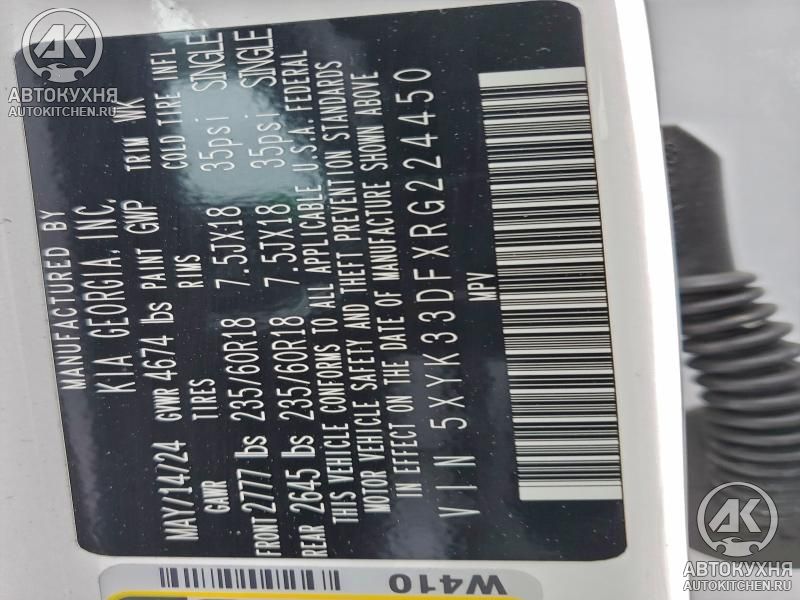 MANUFACTURED BY
KIA GEORGIA, INC.
MAY/14/24 GVWR 4674 lbs PAINT GWP TRIM WK
GAWR TIRES RIMS COLD TIRE INFL
FRONT 2777 lbs 235/60R18 7.5JX18 35psi SINGLE
REAR 2645 lbs 235/60R18 7.5JX18 35psi SINGLE
THIS VEHICLE CONFORMS TO ALL APPLICABLE U.S.A. FEDERAL
MOTOR VEHICLE SAFETY AND THEFT PREVENTION STANDARDS
IN EFFECT ON THE DATE OF MANUFACTURE SHOWN ABOVE
VIN 5XYK33DFXRG224450
MPV
W410
АК
АВТОКУХНЯ
AUTOKITCHEN.RU
АК
АВТОКУХНЯ
AUTOKITCHEN.RU